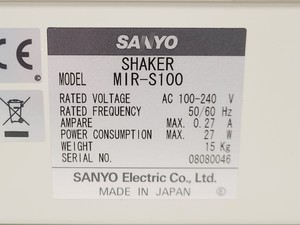 SANYO
SHAKER
MODEL MIR-S100
RATED VOLTAGE AC 100-240 V
RATED FREQUENCY 50/60 Hz
AMPARE MAX. 0.27 A
POWER CONSUMPTION MAX. 27 W
WEIGHT 15 Kg
SERIAL NO. 08080046
SANYO Electric Co., Ltd.
MADE IN JAPAN Ⓔ
CE